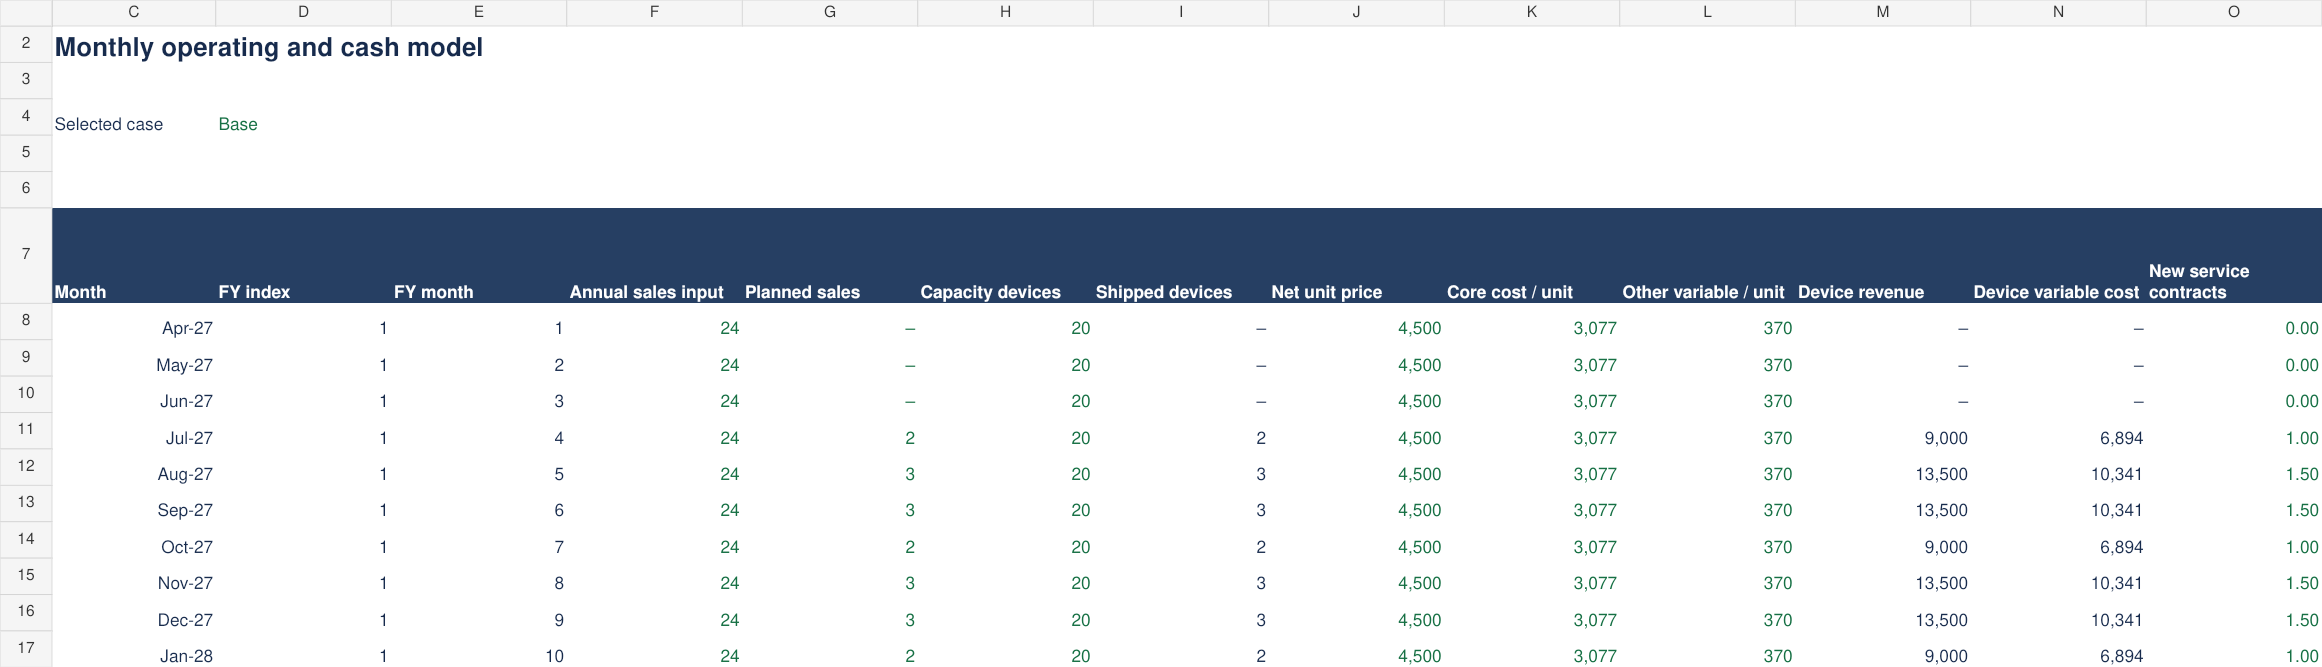 C D E F G H I J K L M N O
2 Monthly operating and cash model
3
4 Selected case Base
5
6
7 Month FY index FY month Annual sales input Planned sales Capacity devices Shipped devices Net unit price Core cost / unit Other variable / unit Device revenue Device variable cost New service contracts
8 Apr-27 1 1 24 – 20 – 4,500 3,077 370 – – 0.00
9 May-27 1 2 24 – 20 – 4,500 3,077 370 – – 0.00
10 Jun-27 1 3 24 – 20 – 4,500 3,077 370 – – 0.00
11 Jul-27 1 4 24 2 20 2 4,500 3,077 370 9,000 6,894 1.00
12 Aug-27 1 5 24 3 20 3 4,500 3,077 370 13,500 10,341 1.50
13 Sep-27 1 6 24 3 20 3 4,500 3,077 370 13,500 10,341 1.50
14 Oct-27 1 7 24 2 20 2 4,500 3,077 370 9,000 6,894 1.00
15 Nov-27 1 8 24 3 20 3 4,500 3,077 370 13,500 10,341 1.50
16 Dec-27 1 9 24 3 20 3 4,500 3,077 370 13,500 10,341 1.50
17 Jan-28 1 10 24 2 20 2 4,500 3,077 370 9,000 6,894 1.00